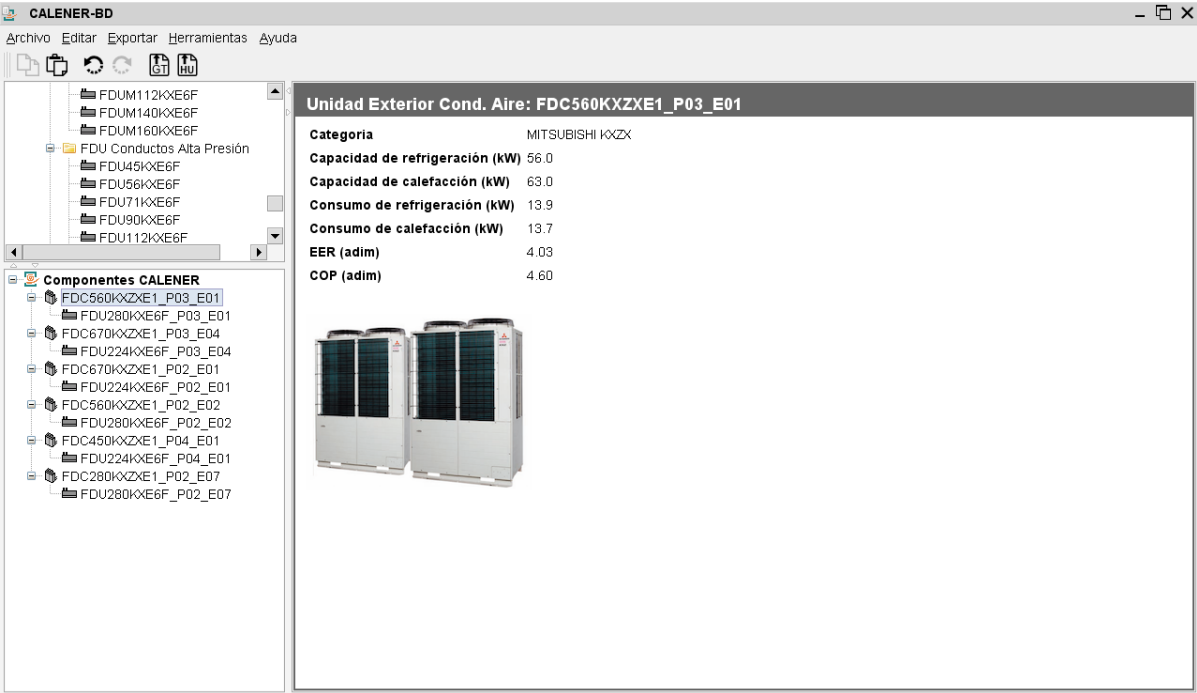 CALENER-BD
Archivo Editar Exportar Herramientas Ayuda
GT HU
FDUM112KXE6F
FDUM140KXE6F
FDUM160KXE6F
FDU Conductos Alta Presión
FDU45KXE6F
FDU56KXE6F
FDU71KXE6F
FDU90KXE6F
FDU112KXE6F
Componentes CALENER
FDC560KXZXE1_P03_E01
FDU280KXE6F_P03_E01
FDC670KXZXE1_P03_E04
FDU224KXE6F_P03_E04
FDC670KXZXE1_P02_E01
FDU224KXE6F_P02_E01
FDC560KXZXE1_P02_E02
FDU280KXE6F_P02_E02
FDC450KXZXE1_P04_E01
FDU224KXE6F_P04_E01
FDC280KXZXE1_P02_E07
FDU280KXE6F_P02_E07
Unidad Exterior Cond. Aire: FDC560KXZXE1_P03_E01
Categoria MITSUBISHI KXZX
Capacidad de refrigeración (kW) 56.0
Capacidad de calefacción (kW) 63.0
Consumo de refrigeración (kW) 13.9
Consumo de calefacción (kW) 13.7
EER (adim) 4.03
COP (adim) 4.60